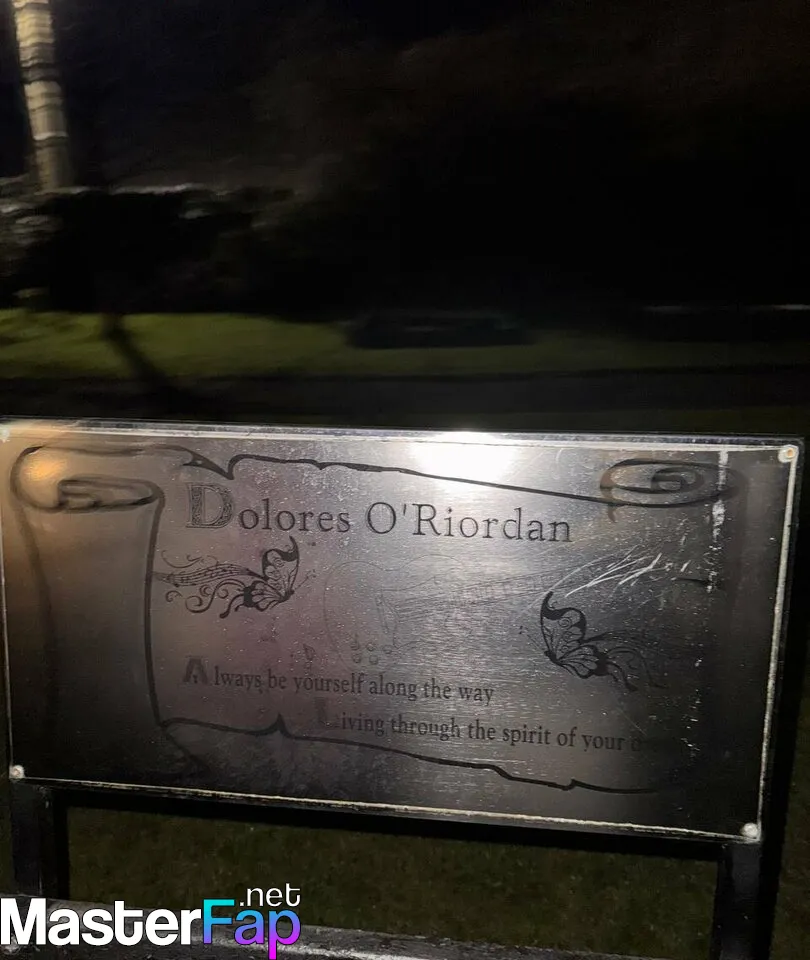 Dolores O'Riordan
Always be yourself along the way
Living through the spirit of your
MasterFap.net